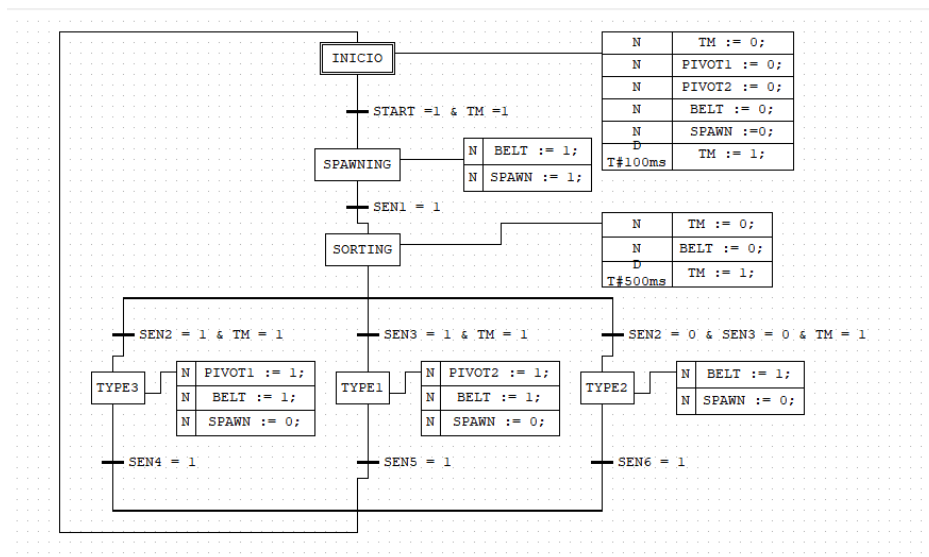 INICIO
N TM := 0;
N PIVOT1 := 0;
N PIVOT2 := 0;
N BELT := 0;
N SPAWN :=0;
D T#100ms TM := 1;
START =1 & TM =1
SPAWNING
N BELT := 1;
N SPAWN := 1;
SEN1 = 1
SORTING
N TM := 0;
N BELT := 0;
D T#500ms TM := 1;
SEN2 = 1 & TM = 1
SEN3 = 1 & TM = 1
SEN2 = 0 & SEN3 = 0 & TM = 1
TYPE3
N PIVOT1 := 1;
N BELT := 1;
N SPAWN := 0;
TYPE1
N PIVOT2 := 1;
N BELT := 1;
N SPAWN := 0;
TYPE2
N BELT := 1;
N SPAWN := 0;
SEN4 = 1
SEN5 = 1
SEN6 = 1